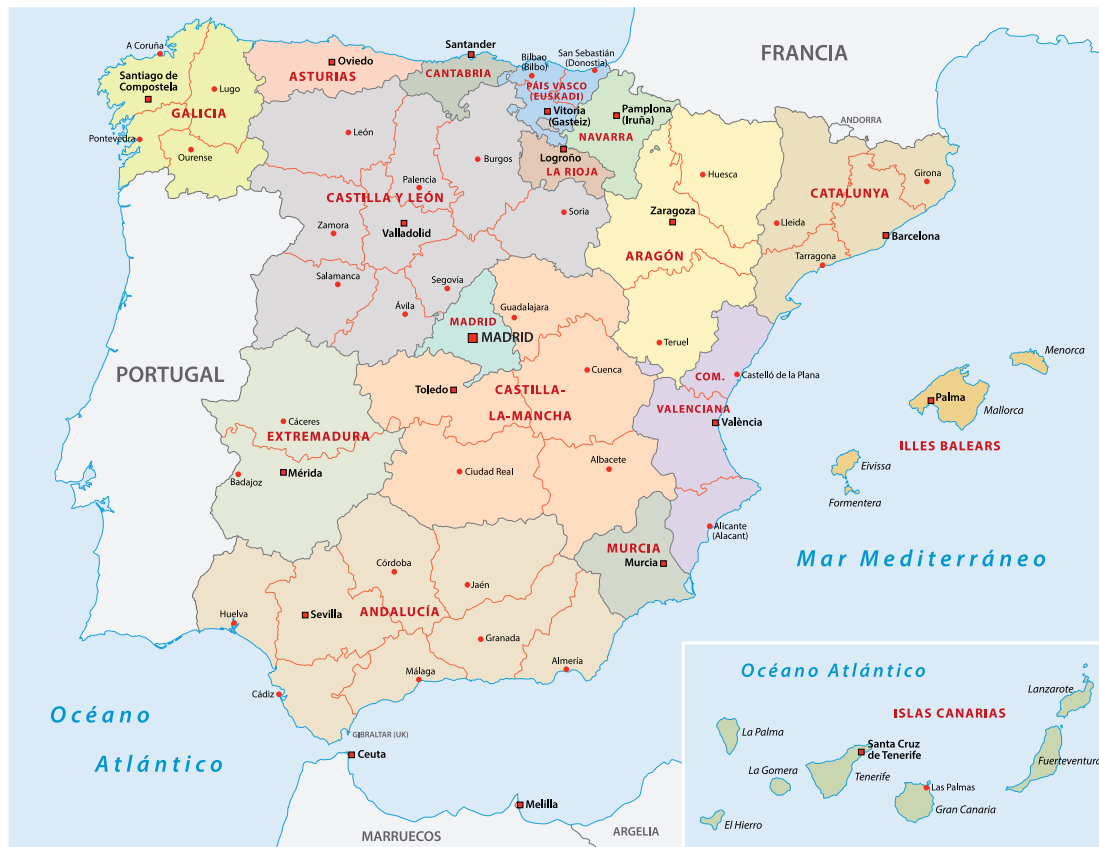 FRANCIA
A Coruña
Santiago de
Compostela
Lugo
GALICIA
Pontevedra
Ourense
Oviedo
ASTURIAS
Santander
CANTABRIA
Bilbao
(Bilbo)
San Sebastián
(Donostia)
PÁIS VASCO
(EUSKADI)
Vitoria
(Gasteiz)
Pamplona
(Iruña)
NAVARRA
Logroño
LA RIOJA
ANDORRA
León
Burgos
Palencia
CASTILLA Y LEÓN
Soria
Zamora
Valladolid
Salamanca
Segovia
Ávila
Huesca
Zaragoza
ARAGÓN
Teruel
CATALUNYA
Girona
Lleida
Barcelona
Tarragona
MADRID
MADRID
Guadalajara
PORTUGAL
Toledo
CASTILLA-
LA-MANCHA
Cuenca
Ciudad Real
Albacete
COM.
VALENCIANA
Castelló de la Plana
València
Alicante
(Alacant)
Menorca
Palma
Mallorca
ILLES BALEARS
Eivissa
Formentera
Cáceres
EXTREMADURA
Badajoz
Mérida
MURCIA
Murcia
Mar Mediterráneo
Córdoba
Jaén
Huelva
Sevilla
ANDALUCÍA
Granada
Almería
Málaga
Cádiz
Océano
Atlántico
GIBRALTAR (UK)
Ceuta
Melilla
MARRUECOS
ARGELIA
Océano Atlántico
ISLAS CANARIAS
Lanzarote
La Palma
Santa Cruz
de Tenerife
La Gomera
Tenerife
Fuerteventura
Las Palmas
Gran Canaria
El Hierro